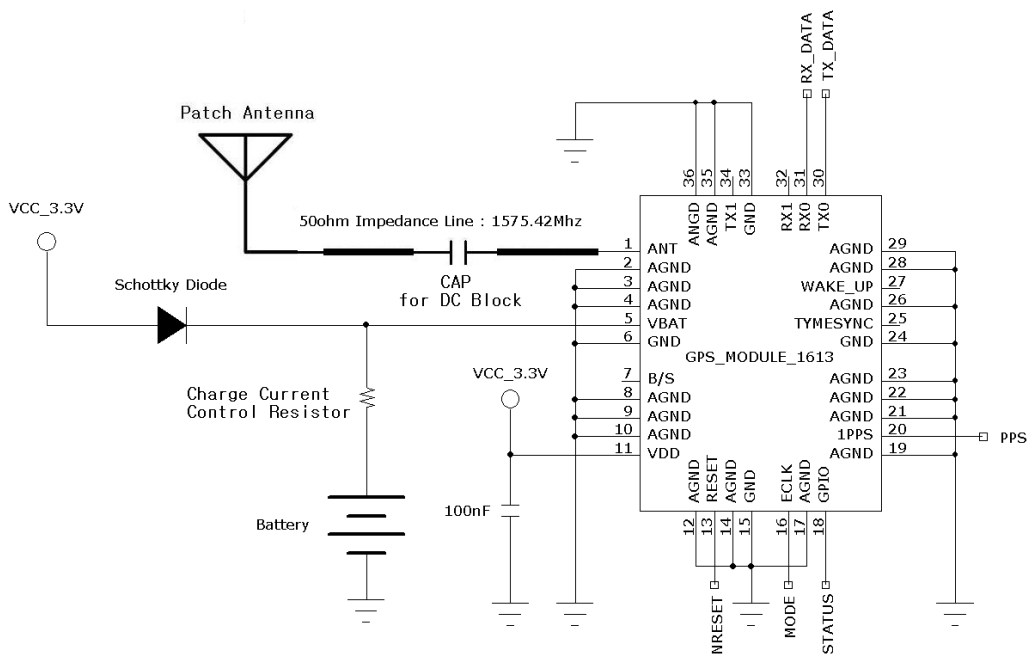 RX_DATA
TX_DATA
Patch Antenna
36
35
34
33
32
31
30
ANGD
AGND
TX1
GND
RX1
RX0
TX0
VCC_3.3V
50ohm Impedance Line : 1575.42Mhz
CAP
for DC Block
Schottky Diode
1 ANT
2 AGND
3 AGND
4 AGND
5 VBAT
6 GND
7 B/S
8 AGND
9 AGND
10 AGND
11 VDD
GPS_MODULE_1613
AGND 29
AGND 28
WAKE_UP 27
AGND 26
TYMESYNC 25
GND 24
AGND 23
AGND 22
AGND 21
1PPS 20
AGND 19
PPS
VCC_3.3V
Charge Current
Control Resistor
Battery
100nF
AGND
RESET
AGND
GND
ECLK
AGND
GPIO
12
13
14
15
16
17
18
NRESET
MODE
STATUS